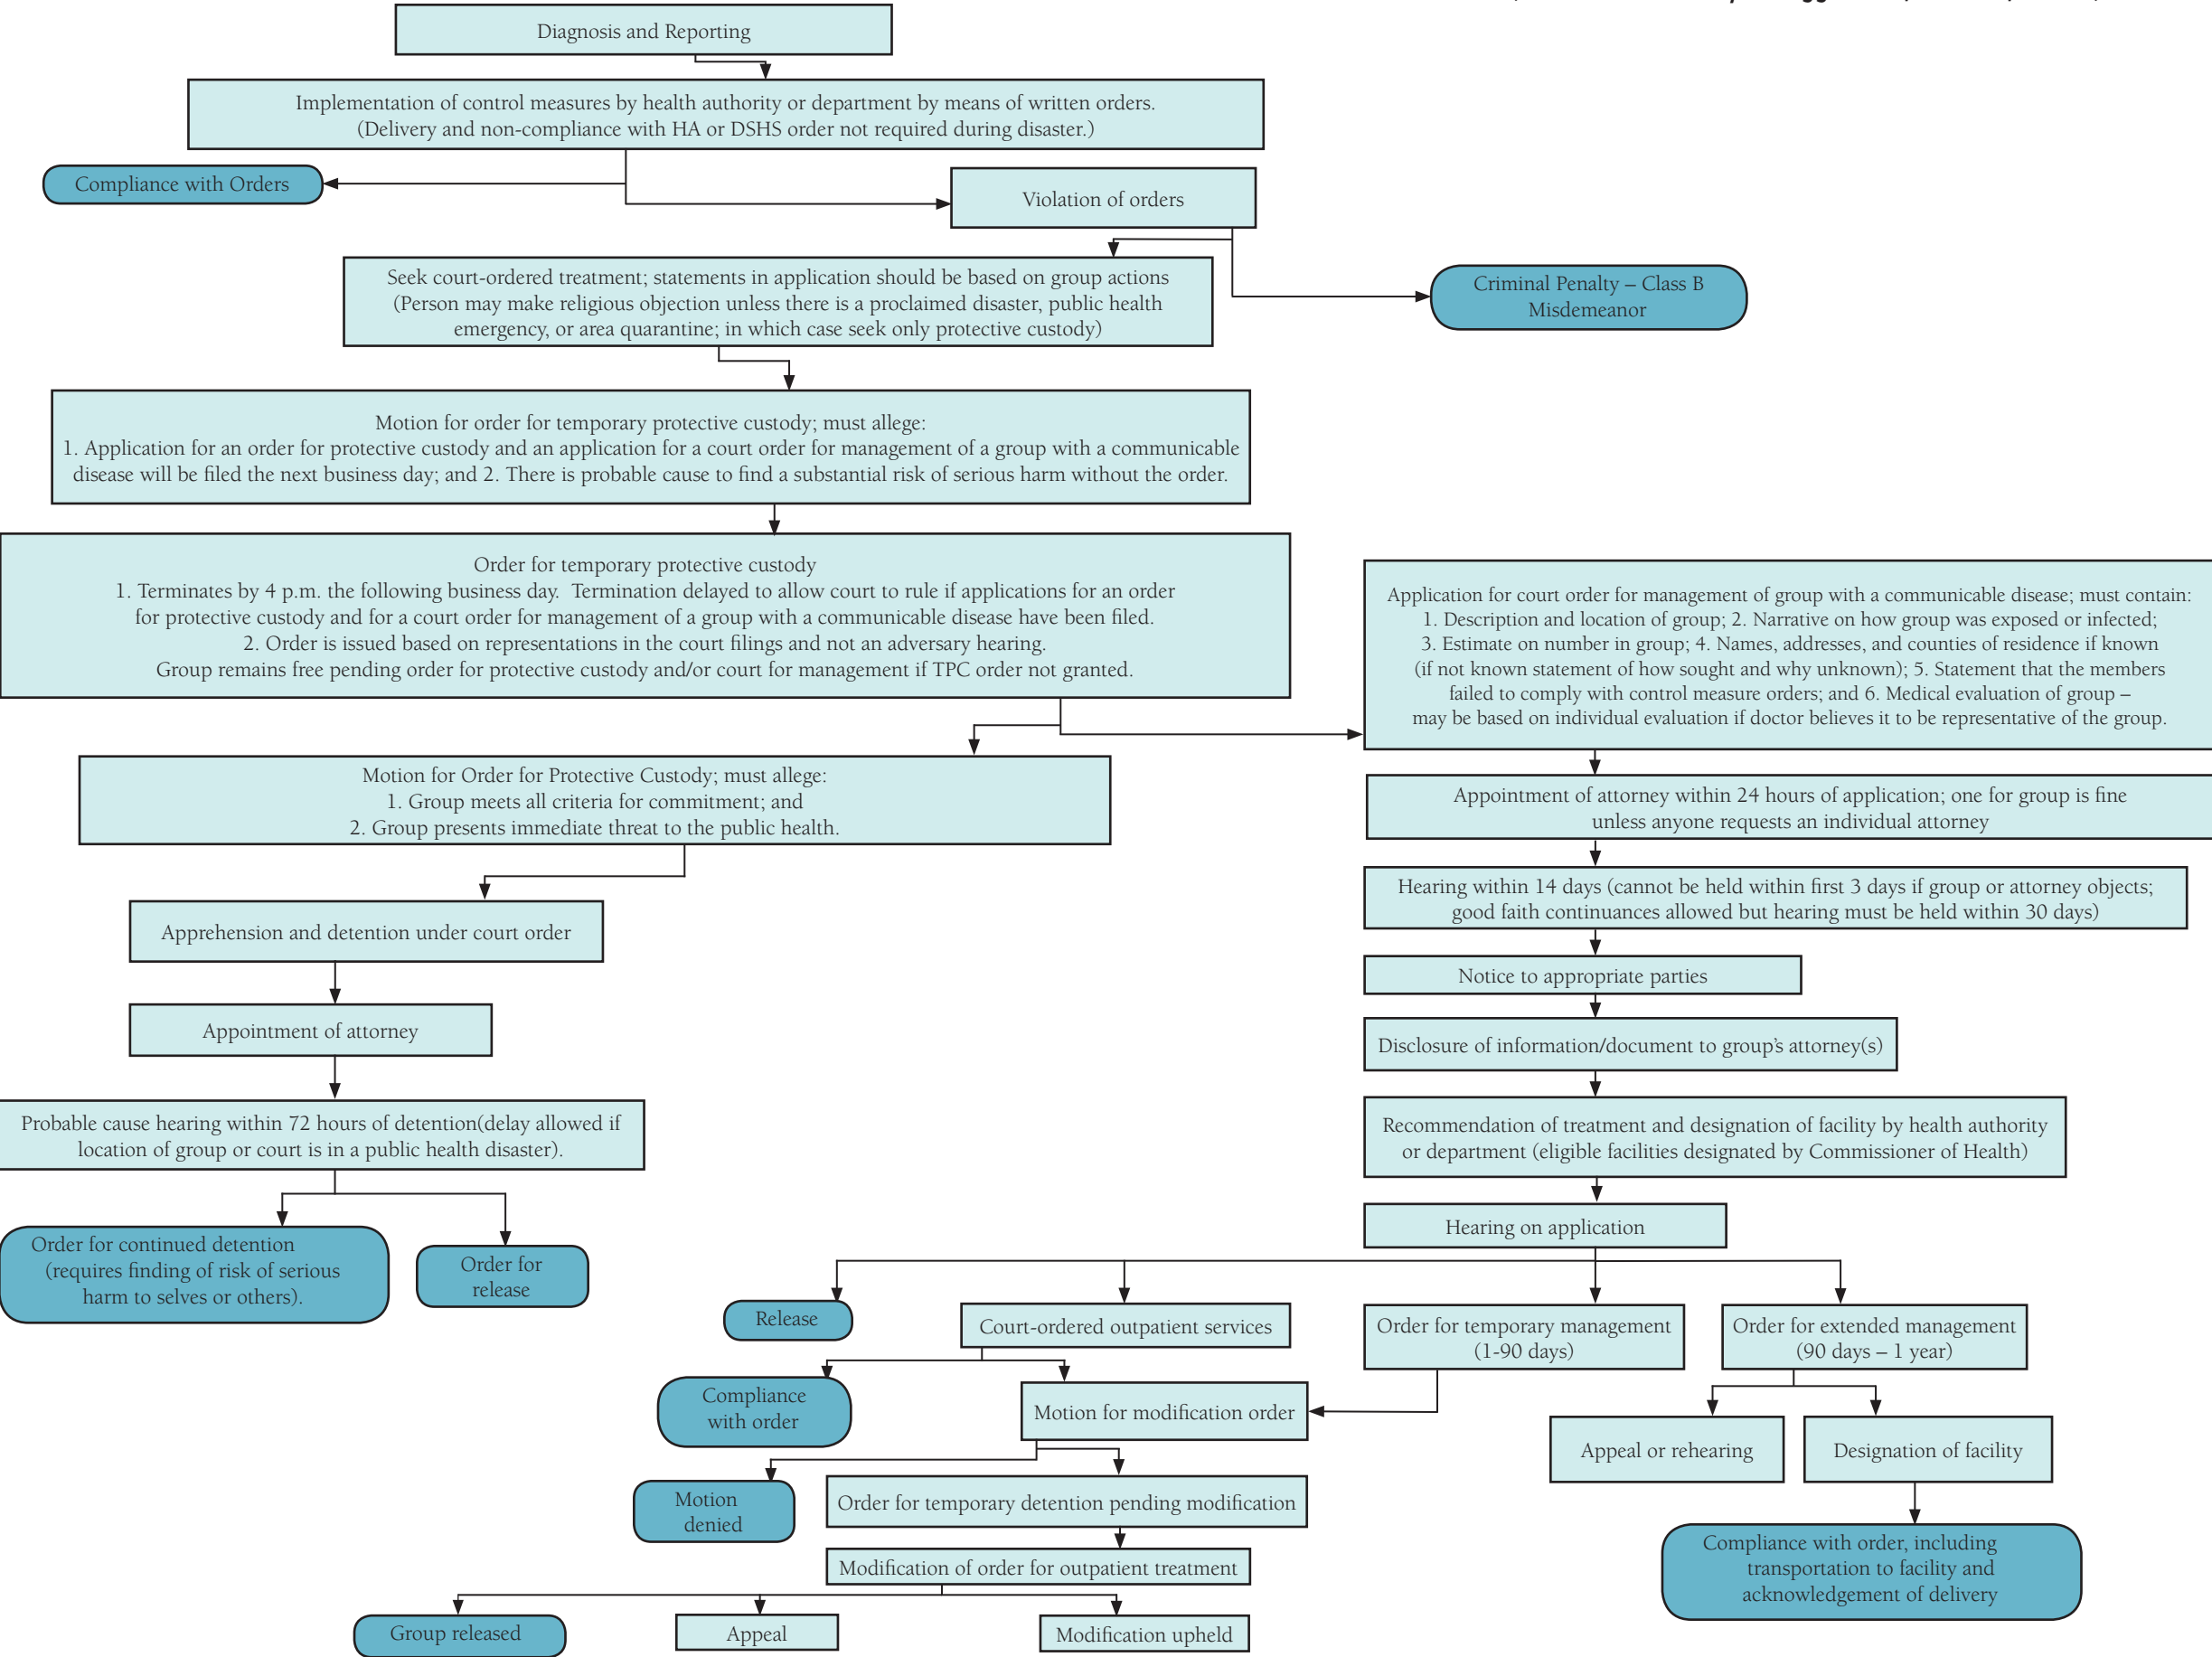 Diagnosis and Reporting
Implementation of control measures by health authority or department by means of written orders.
(Delivery and non-compliance with HA or DSHS order not required during disaster.)
Compliance with Orders
Violation of orders
Seek court-ordered treatment; statements in application should be based on group actions
(Person may make religious objection unless there is a proclaimed disaster, public health
emergency, or area quarantine; in which case seek only protective custody)
Criminal Penalty – Class B
Misdemeanor
Motion for order for temporary protective custody; must allege:
1. Application for an order for protective custody and an application for a court order for management of a group with a communicable
disease will be filed the next business day; and 2. There is probable cause to find a substantial risk of serious harm without the order.
Order for temporary protective custody
1. Terminates by 4 p.m. the following business day.  Termination delayed to allow court to rule if applications for an order
for protective custody and for a court order for management of a group with a communicable disease have been filed.
2. Order is issued based on representations in the court filings and not an adversary hearing.
Group remains free pending order for protective custody and/or court for management if TPC order not granted.
Application for court order for management of group with a communicable disease; must contain:
1. Description and location of group; 2. Narrative on how group was exposed or infected;
3. Estimate on number in group; 4. Names, addresses, and counties of residence if known
(if not known statement of how sought and why unknown); 5. Statement that the members
failed to comply with control measure orders; and 6. Medical evaluation of group –
may be based on individual evaluation if doctor believes it to be representative of the group.
Motion for Order for Protective Custody; must allege:
1. Group meets all criteria for commitment; and
2. Group presents immediate threat to the public health.
Appointment of attorney within 24 hours of application; one for group is fine
unless anyone requests an individual attorney
Hearing within 14 days (cannot be held within first 3 days if group or attorney objects;
good faith continuances allowed but hearing must be held within 30 days)
Apprehension and detention under court order
Notice to appropriate parties
Appointment of attorney
Disclosure of information/document to group's attorney(s)
Probable cause hearing within 72 hours of detention(delay allowed if
location of group or court is in a public health disaster).
Recommendation of treatment and designation of facility by health authority
or department (eligible facilities designated by Commissioner of Health)
Hearing on application
Order for continued detention
(requires finding of risk of serious
harm to selves or others).
Order for
release
Release
Court-ordered outpatient services
Order for temporary management
(1-90 days)
Order for extended management
(90 days – 1 year)
Compliance
with order
Motion for modification order
Appeal or rehearing
Designation of facility
Motion
denied
Order for temporary detention pending modification
Modification of order for outpatient treatment
Compliance with order, including
transportation to facility and
acknowledgement of delivery
Group released
Appeal
Modification upheld